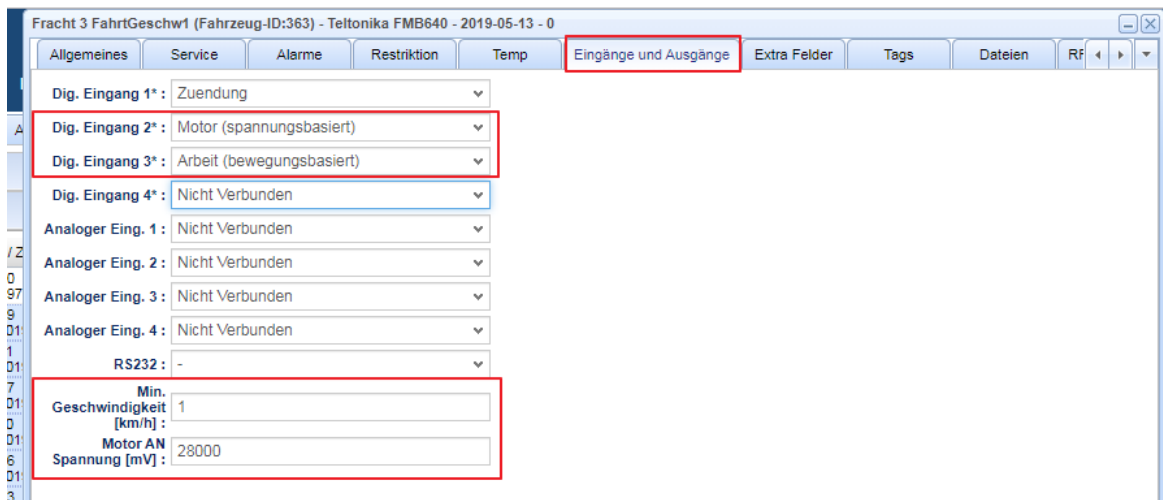 Fracht 3 FahrtGeschw1 (Fahrzeug-ID:363) - Teltonika FMB640 - 2019-05-13 - 0
Allgemeines Service Alarme Restriktion Temp Eingänge und Ausgänge Extra Felder Tags Dateien
Dig. Eingang 1* : Zuendung
Dig. Eingang 2* : Motor (spannungsbasiert)
Dig. Eingang 3* : Arbeit (bewegungsbasiert)
Dig. Eingang 4* : Nicht Verbunden
Analoger Eing. 1 : Nicht Verbunden
Analoger Eing. 2 : Nicht Verbunden
Analoger Eing. 3 : Nicht Verbunden
Analoger Eing. 4 : Nicht Verbunden
RS232 : -
Min.
Geschwindigkeit 1
[km/h] :
Motor AN
Spannung [mV] : 28000